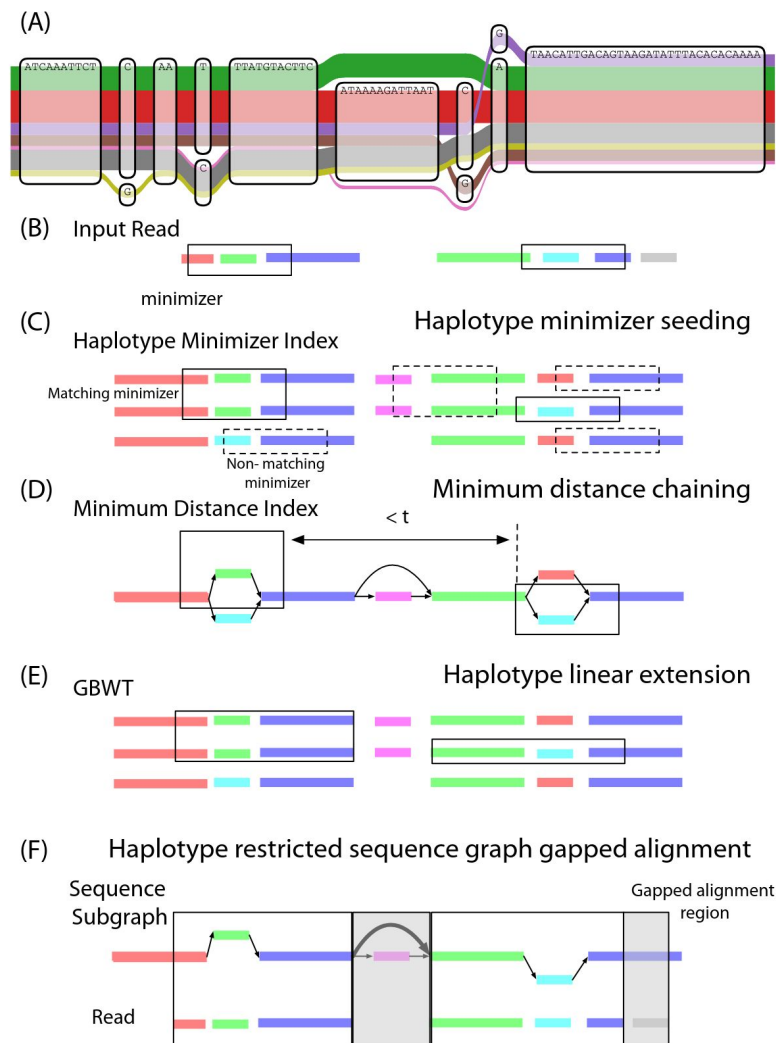 (A)
G
ATCAAATTCT C AA T TTATGTACTTG A TAACATTGACAGTAAGATATTTACACACAAAA
ATAAAAGATTAAT C
G C G
(B) Input Read
minimizer
(C) Haplotype minimizer seeding
Haplotype Minimizer Index
Matching minimizer
Non- matching
minimizer
(D) Minimum distance chaining
Minimum Distance Index
< t
(E) Haplotype linear extension
GBWT
(F) Haplotype restricted sequence graph gapped alignment
Sequence
Subgraph
Gapped alignment
region
Read